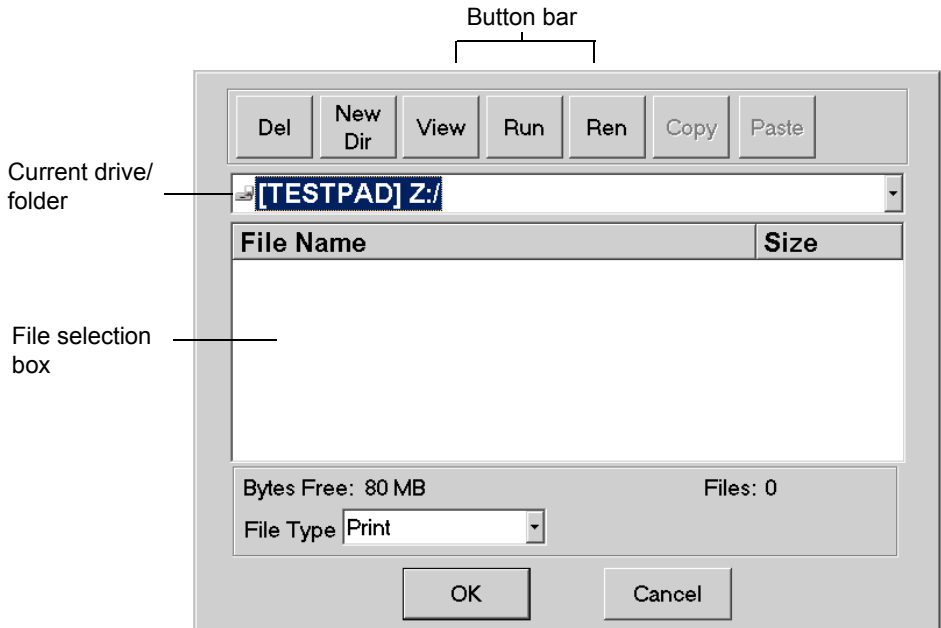 Button bar
Del New Dir View Run Ren Copy Paste
Current drive/
folder
[TESTPAD] Z:/
File Name Size
File selection
box
Bytes Free: 80 MB Files: 0
File Type Print
OK Cancel